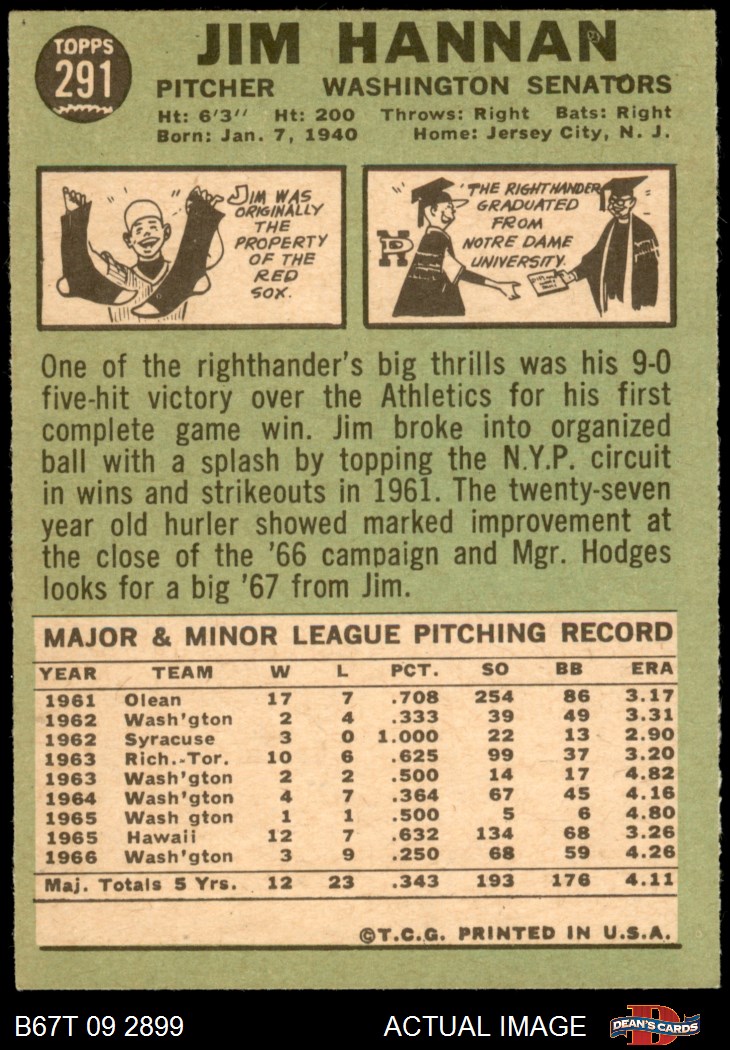 TOPPS
291
JIM HANNAN
PITCHER WASHINGTON SENATORS
Ht: 6'3'' Ht: 200 Throws: Right Bats: Right
Born: Jan. 7, 1940 Home: Jersey City, N. J.
JIM WAS
ORIGINALLY
THE
PROPERTY
OF THE
RED
SOX.
THE RIGHTHANDER
GRADUATED
FROM
NOTRE DAME
UNIVERSITY.
One of the righthander's big thrills was his 9-0
five-hit victory over the Athletics for his first
complete game win. Jim broke into organized
ball with a splash by topping the N.Y.P. circuit
in wins and strikeouts in 1961. The twenty-seven
year old hurler showed marked improvement at
the close of the '66 campaign and Mgr. Hodges
looks for a big '67 from Jim.
MAJOR & MINOR LEAGUE PITCHING RECORD
YEAR TEAM W L PCT. SO BB ERA
1961 Olean 17 7 .708 254 86 3.17
1962 Wash'gton 2 4 .333 39 49 3.31
1962 Syracuse 3 0 1.000 22 13 2.90
1963 Rich.-Tor. 10 6 .625 99 37 3.20
1963 Wash'gton 2 2 .500 14 17 4.82
1964 Wash'gton 4 7 .364 67 45 4.16
1965 Wash gton 1 1 .500 5 6 4.80
1965 Hawaii 12 7 .632 134 68 3.26
1966 Wash'gton 3 9 .250 68 59 4.26
Maj. Totals 5 Yrs. 12 23 .343 193 176 4.11
©T.C.G. PRINTED IN U.S.A.
B67T 09 2899 ACTUAL IMAGE
DEAN'S CARDS